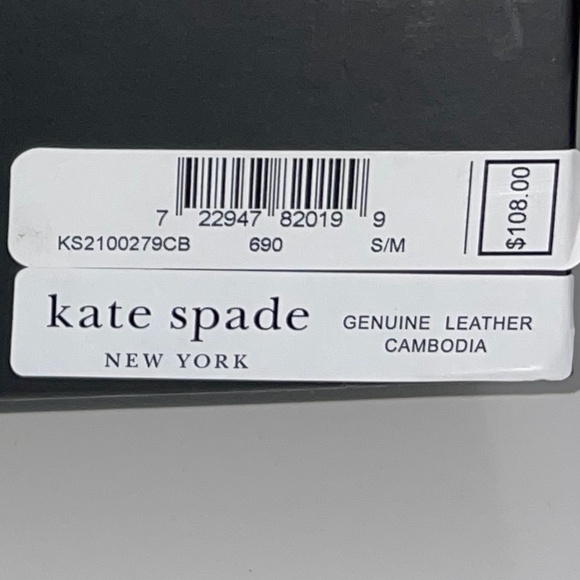 7 22947 82019 9
KS2100279CB 690 S/M
$108.00
kate spade
NEW YORK
GENUINE LEATHER
CAMBODIA